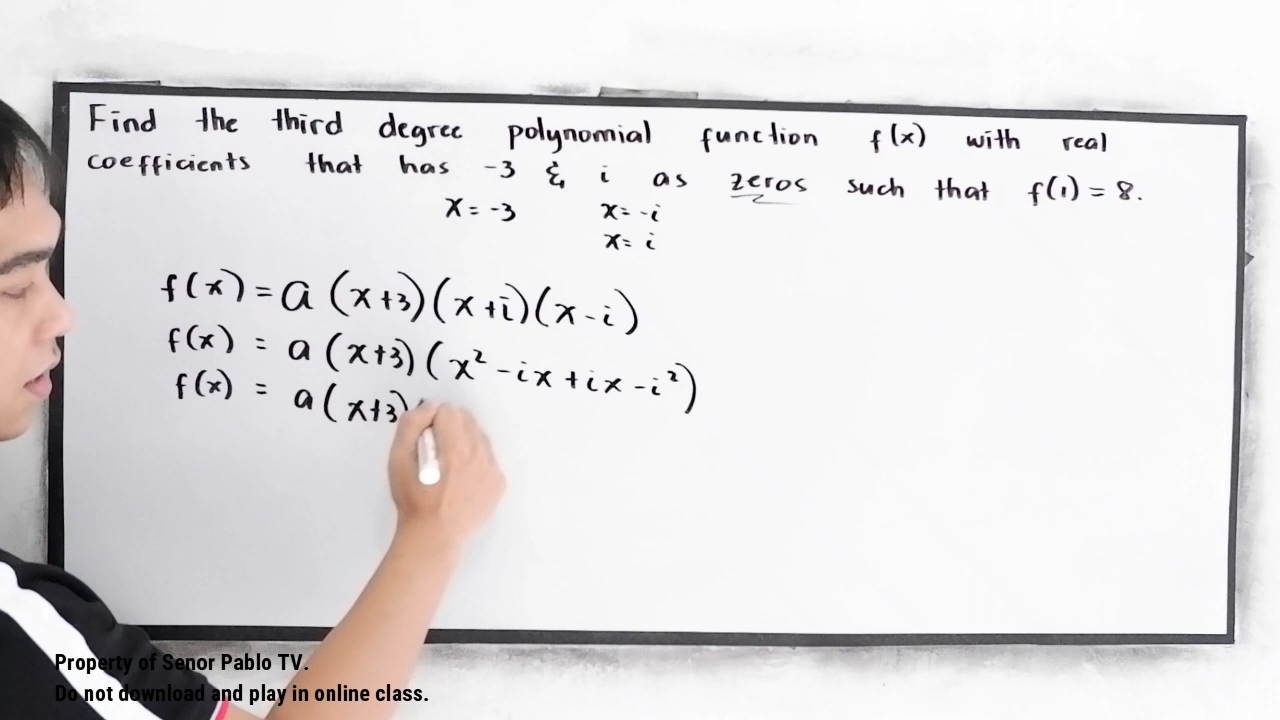 Find the third degree polynomial function f(x) with real
coefficients that has -3 & i as zeros such that f(1) = 8.
x = -3 x = -i
x = i
f(x) = a (x+3)(x+i)(x-i)
f(x) = a (x+3)(x² - ix + ix - i²)
f(x) = a(x+3)
Property of Senor Pablo TV.
Do not download and play in online class.